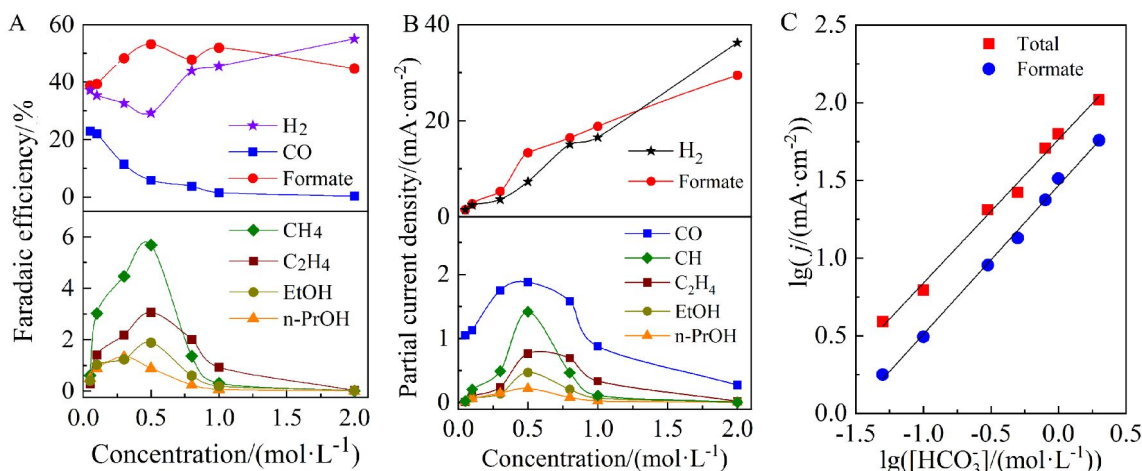 A
60
40
20
0
6
4
2
0
Faradaic efficiency/%
H2
CO
Formate
CH4
C2H4
EtOH
n-PrOH
0.0 0.5 1.0 1.5 2.0
Concentration/(mol·L-1)
B
40
20
0
2
1
0
Partial current density/(mA·cm-2)
H2
Formate
CO
CH
C2H4
EtOH
n-PrOH
0.0 0.5 1.0 1.5 2.0
Concentration/(mol·L-1)
C
2.5
2.0
1.5
1.0
0.5
0.0
lg(j/(mA·cm-2))
Total
Formate
-1.5 -1.0 -0.5 0.0 0.5
lg([HCO3-]/(mol·L-1))